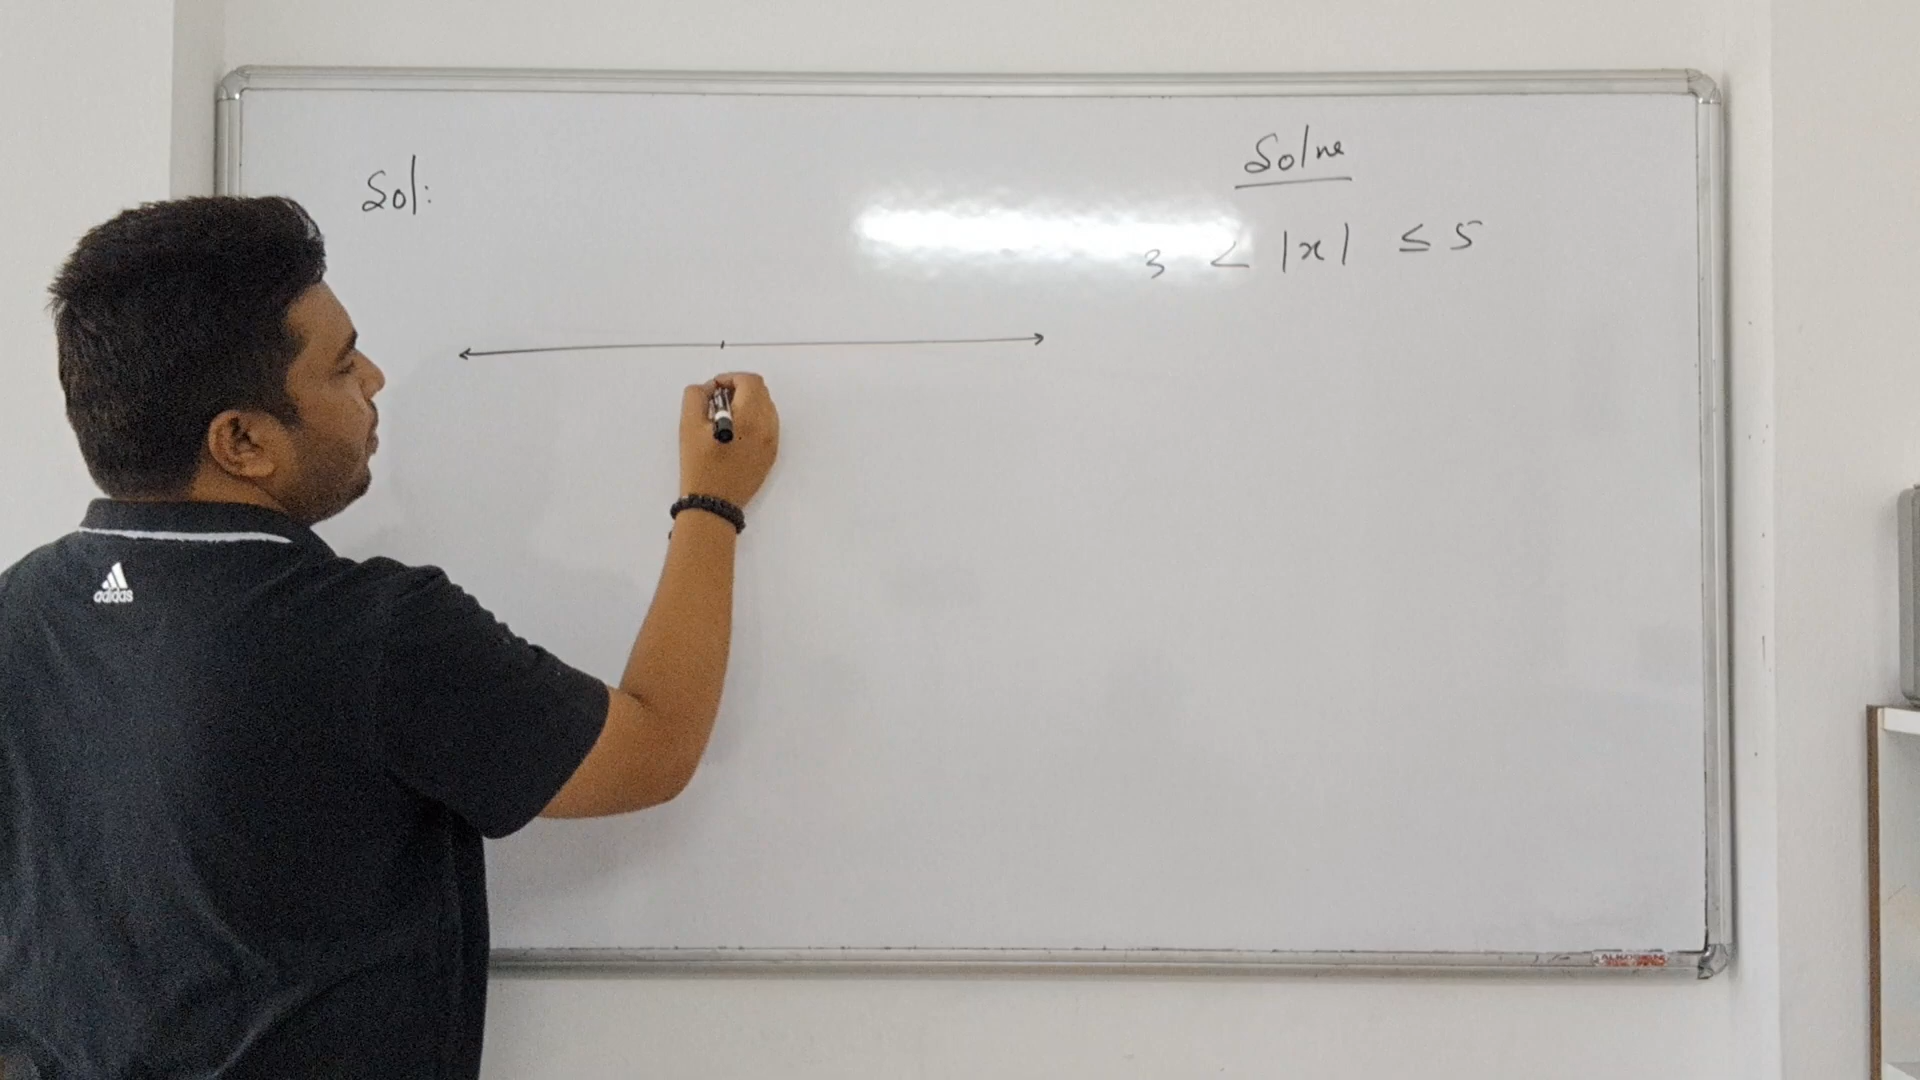 Solve
Sol:
3 < |x| ≤ 5
adidas